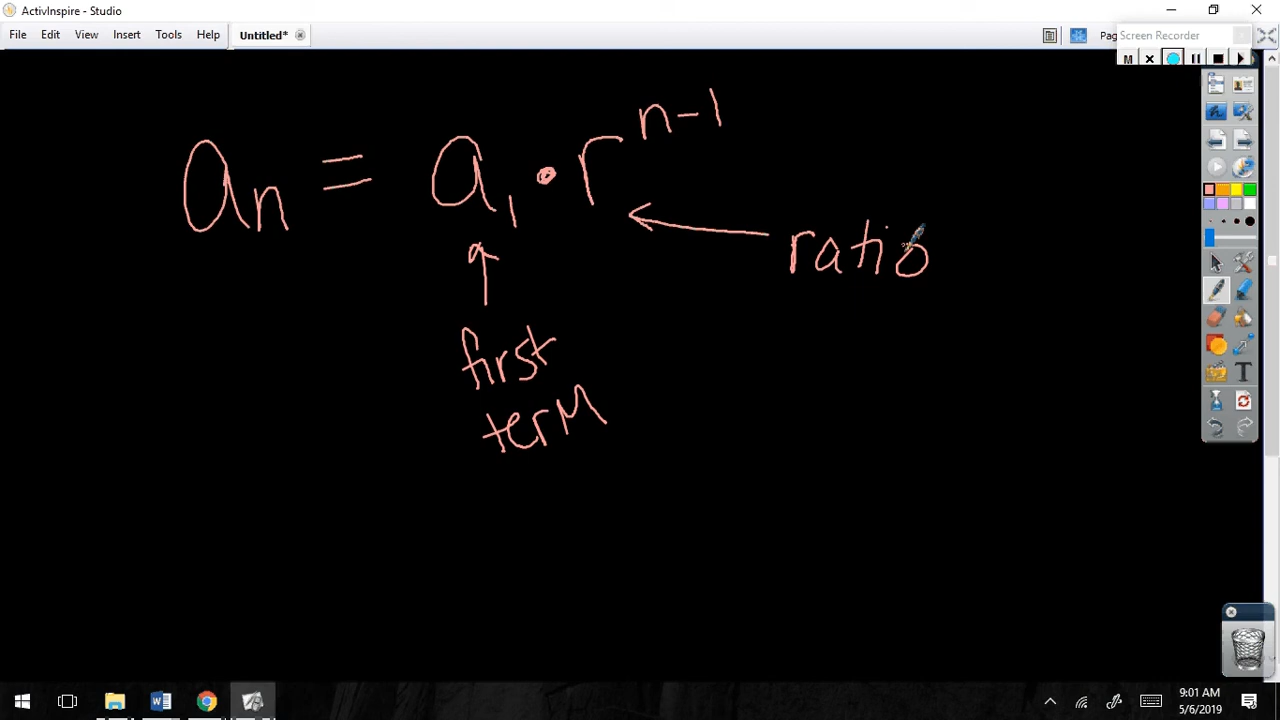 ActivInspire - Studio
File Edit View Insert Tools Help Untitled*
Screen Recorder
aₙ = a₁ · rⁿ⁻¹
ratio
first
term
9:01 AM
5/6/2019